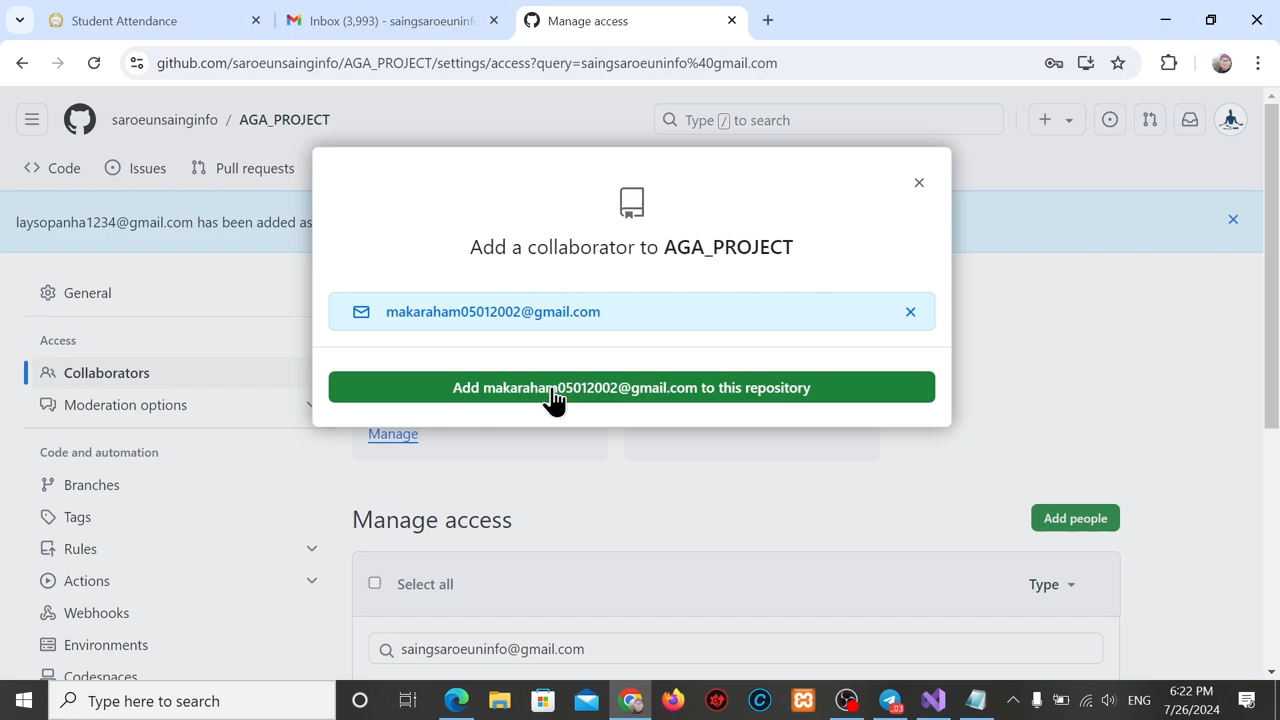 Student Attendance
Inbox (3,993) - saingsaroeuninf
Manage access
github.com/saroeunsainginfo/AGA_PROJECT/settings/access?query=saingsaroeuninfo%40gmail.com
saroeunsainginfo / AGA_PROJECT
Type / to search
Code
Issues
Pull requests
laysopanha1234@gmail.com has been added as
Add a collaborator to AGA_PROJECT
makaraham05012002@gmail.com
Add makaraham05012002@gmail.com to this repository
General
Access
Collaborators
Moderation options
Code and automation
Branches
Tags
Rules
Actions
Webhooks
Environments
Codespaces
Manage
Manage access
Add people
Select all
Type
saingsaroeuninfo@gmail.com
Type here to search
.03
ENG
6:22 PM
7/26/2024